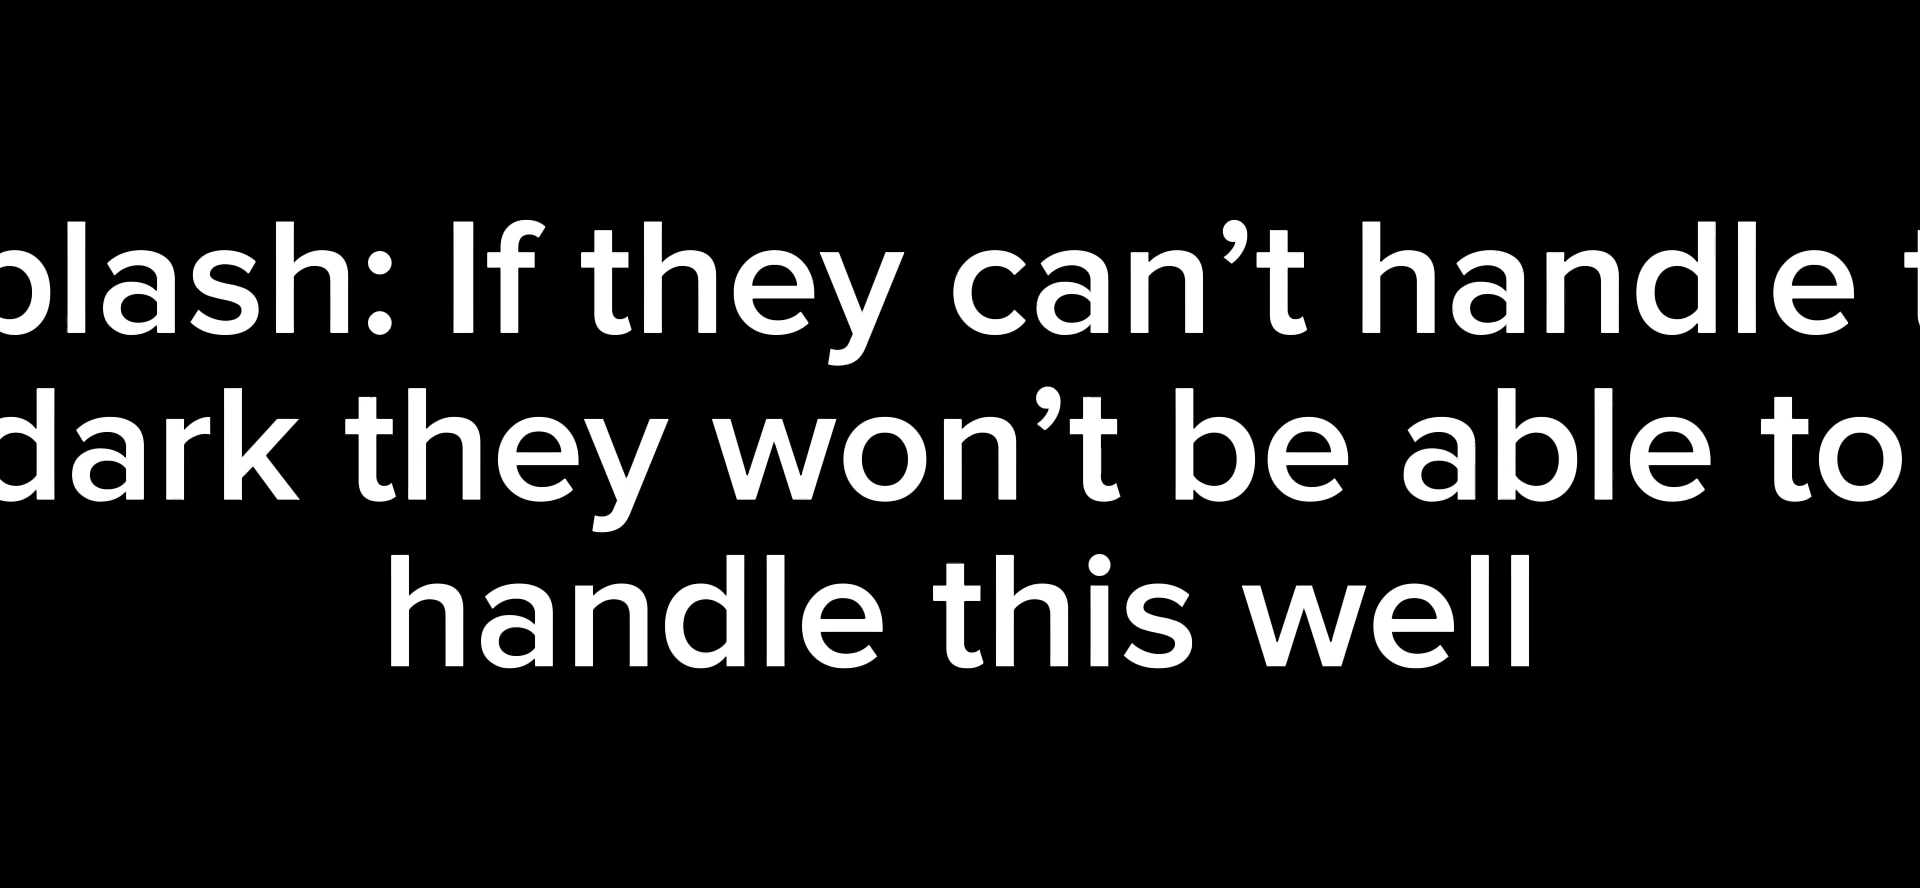 plash: If they can’t handle t
dark they won’t be able to
handle this well